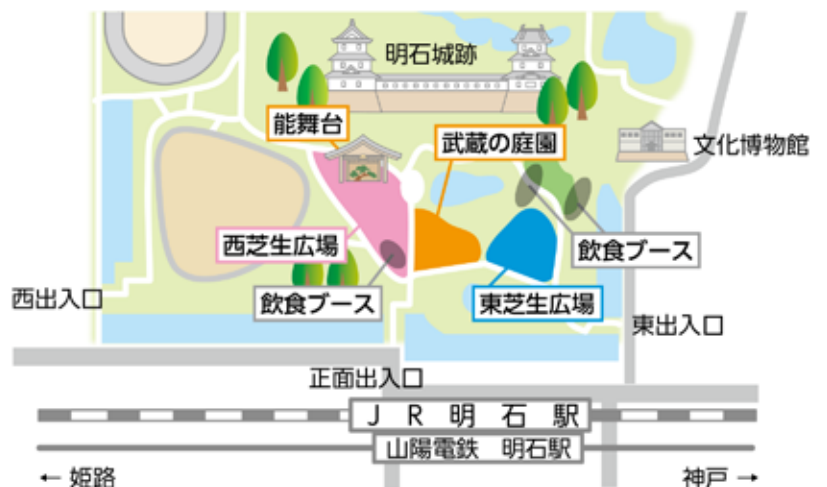 明石城跡
能舞台
武蔵の庭園
文化博物館
西芝生広場
飲食ブース
飲食ブース
東芝生広場
西出入口
東出入口
正面出入口
JR明石駅
山陽電鉄 明石駅
← 姫路
神戸 →